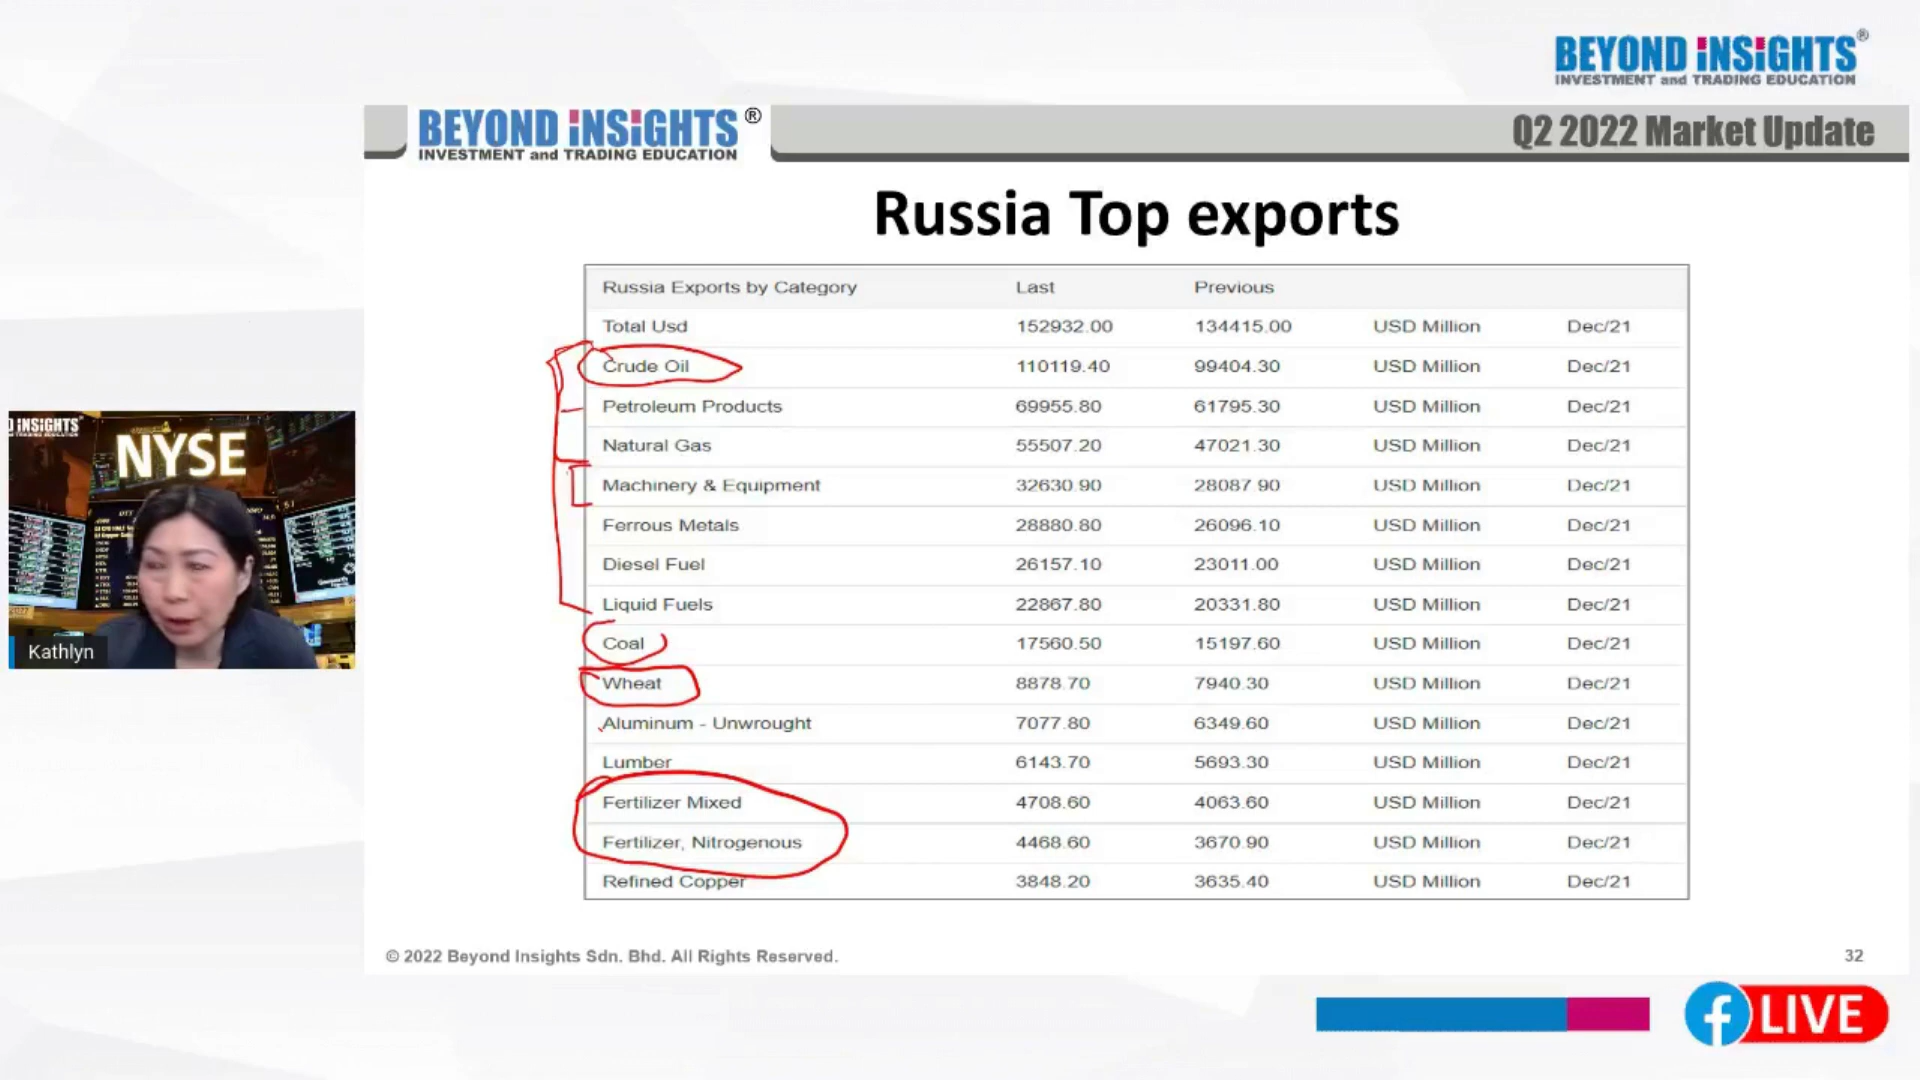 BEYOND iNSiGHTS®
INVESTMENT and TRADING EDUCATION
BEYOND iNSiGHTS®
INVESTMENT and TRADING EDUCATION
Q2 2022 Market Update
Russia Top exports
Russia Exports by Category Last Previous
Total Usd 152932.00 134415.00 USD Million Dec/21
Crude Oil 110119.40 99404.30 USD Million Dec/21
Petroleum Products 69955.80 61795.30 USD Million Dec/21
Natural Gas 55507.20 47021.30 USD Million Dec/21
Machinery & Equipment 32630.90 28087.90 USD Million Dec/21
Ferrous Metals 28880.80 26096.10 USD Million Dec/21
Diesel Fuel 26157.10 23011.00 USD Million Dec/21
Liquid Fuels 22867.80 20331.80 USD Million Dec/21
Coal 17560.50 15197.60 USD Million Dec/21
Wheat 8878.70 7940.30 USD Million Dec/21
Aluminum - Unwrought 7077.80 6349.60 USD Million Dec/21
Lumber 6143.70 5693.30 USD Million Dec/21
Fertilizer Mixed 4708.60 4063.60 USD Million Dec/21
Fertilizer, Nitrogenous 4468.60 3670.90 USD Million Dec/21
Refined Copper 3848.20 3635.40 USD Million Dec/21
D iNSiGHTS
NYSE
Kathlyn
© 2022 Beyond Insights Sdn. Bhd. All Rights Reserved.
32
f LIVE